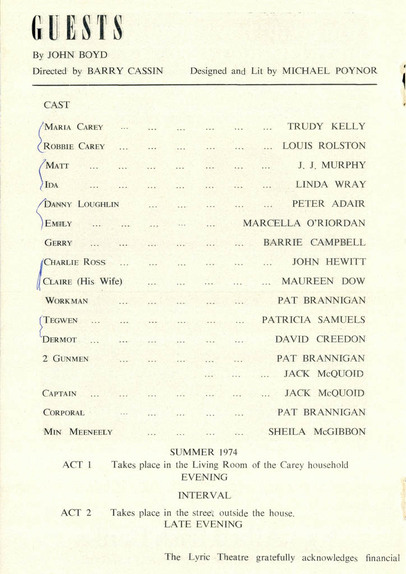 GUESTS
By JOHN BOYD
Directed by BARRY CASSIN Designed and Lit by MICHAEL POYNOR
CAST
MARIA CAREY ... ... ... ... ... TRUDY KELLY
ROBBIE CAREY ... ... ... ... ... LOUIS ROLSTON
MATT ... ... ... ... ... ... J. J. MURPHY
IDA ... ... ... ... ... ... LINDA WRAY
DANNY LOUGHLIN ... ... ... ... ... PETER ADAIR
EMILY ... ... ... ... ... MARCELLA O'RIORDAN
GERRY ... ... ... ... ... ... BARRIE CAMPBELL
CHARLIE ROSS ... ... ... ... ... JOHN HEWITT
CLAIRE (His Wife) ... ... ... ... ... MAUREEN DOW
WORKMAN ... ... ... ... ... PAT BRANNIGAN
TEGWEN ... ... ... ... ... ... PATRICIA SAMUELS
DERMOT ... ... ... ... ... ... DAVID CREEDON
2 GUNMEN ... ... ... ... ... PAT BRANNIGAN
... ... ... JACK McQUOID
CAPTAIN ... ... ... ... ... ... JACK McQUOID
CORPORAL ... ... ... ... ... PAT BRANNIGAN
MIN MEENEELY ... ... ... ... SHEILA McGIBBON
SUMMER 1974
ACT 1 Takes place in the Living Room of the Carey household
EVENING
INTERVAL
ACT 2 Takes place in the street outside the house.
LATE EVENING
The Lyric Theatre gratefully acknowledges financial